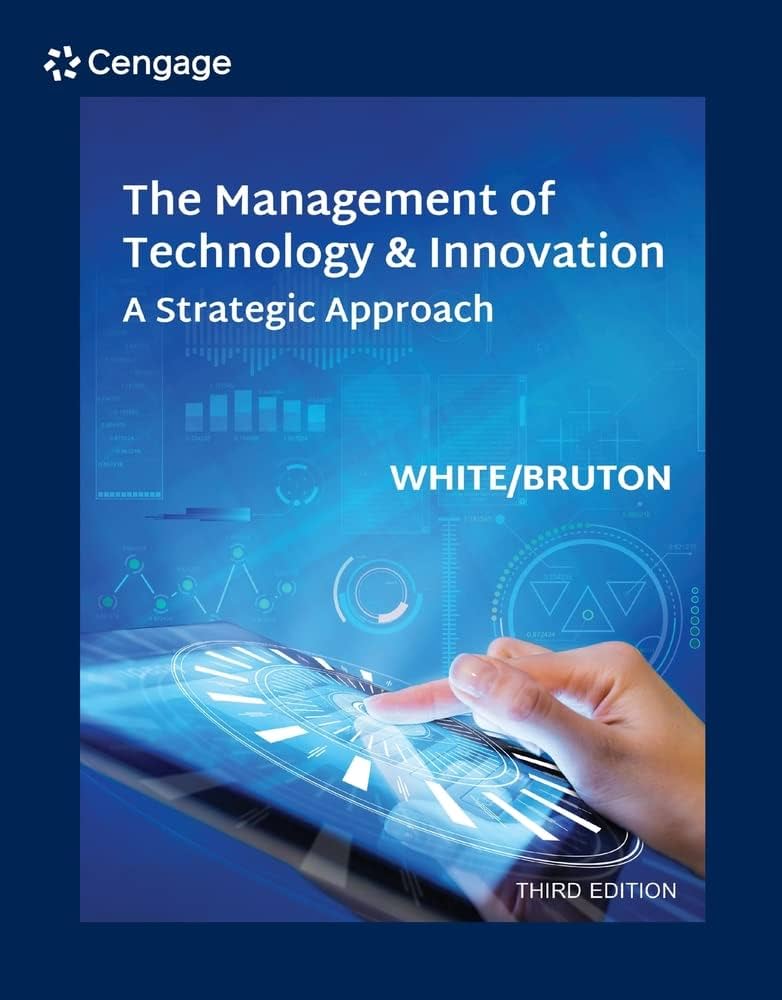 Cengage
The Management of
Technology & Innovation
A Strategic Approach
WHITE/BRUTON
THIRD EDITION